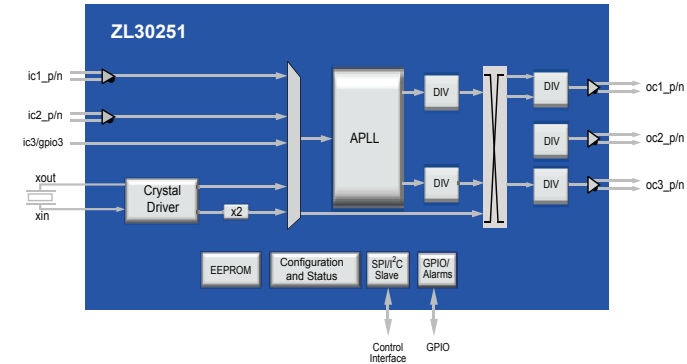 ZL30251
ic1_p/n
ic2_p/n
ic3/gpio3
xout
xin
Crystal
Driver
x2
APLL
DIV
DIV
DIV
DIV
DIV
oc1_p/n
oc2_p/n
oc3_p/n
EEPROM
Configuration
and Status
SPI/I²C
Slave
GPIO/
Alarms
Control
Interface
GPIO